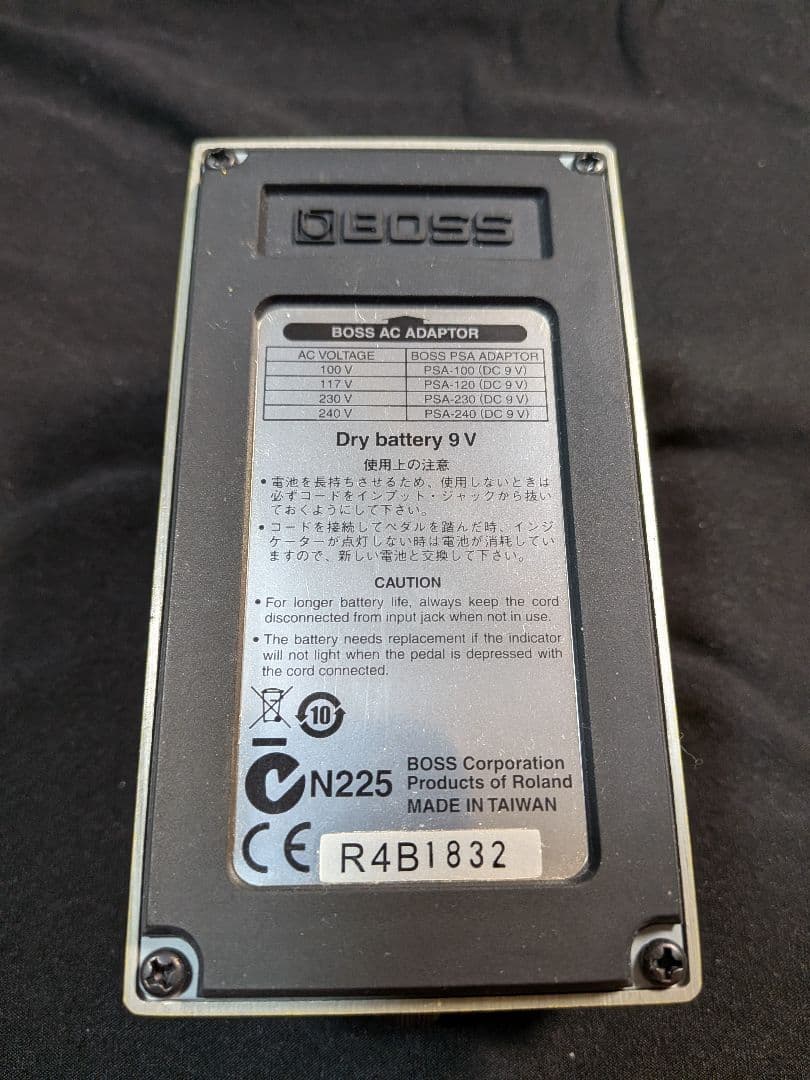 BOSS
BOSS AC ADAPTOR
AC VOLTAGE BOSS PSA ADAPTOR
100 V PSA-100 (DC 9 V)
117 V PSA-120 (DC 9 V)
230 V PSA-230 (DC 9 V)
240 V PSA-240 (DC 9 V)
Dry battery 9 V
使用上の注意
• 電池を長持ちさせるため、使用しないときは
必ずコードをインプット・ジャックから抜い
ておくようにして下さい。
• コードを接続してペダルを踏んだ時、インジ
ケーターが点灯しない時は電池が消耗してい
ますので、新しい電池と交換して下さい。
CAUTION
• For longer battery life, always keep the cord
disconnected from input jack when not in use.
• The battery needs replacement if the indicator
will not light when the pedal is depressed with
the cord connected.
10
N225
BOSS Corporation
Products of Roland
MADE IN TAIWAN
CE
R4B1832